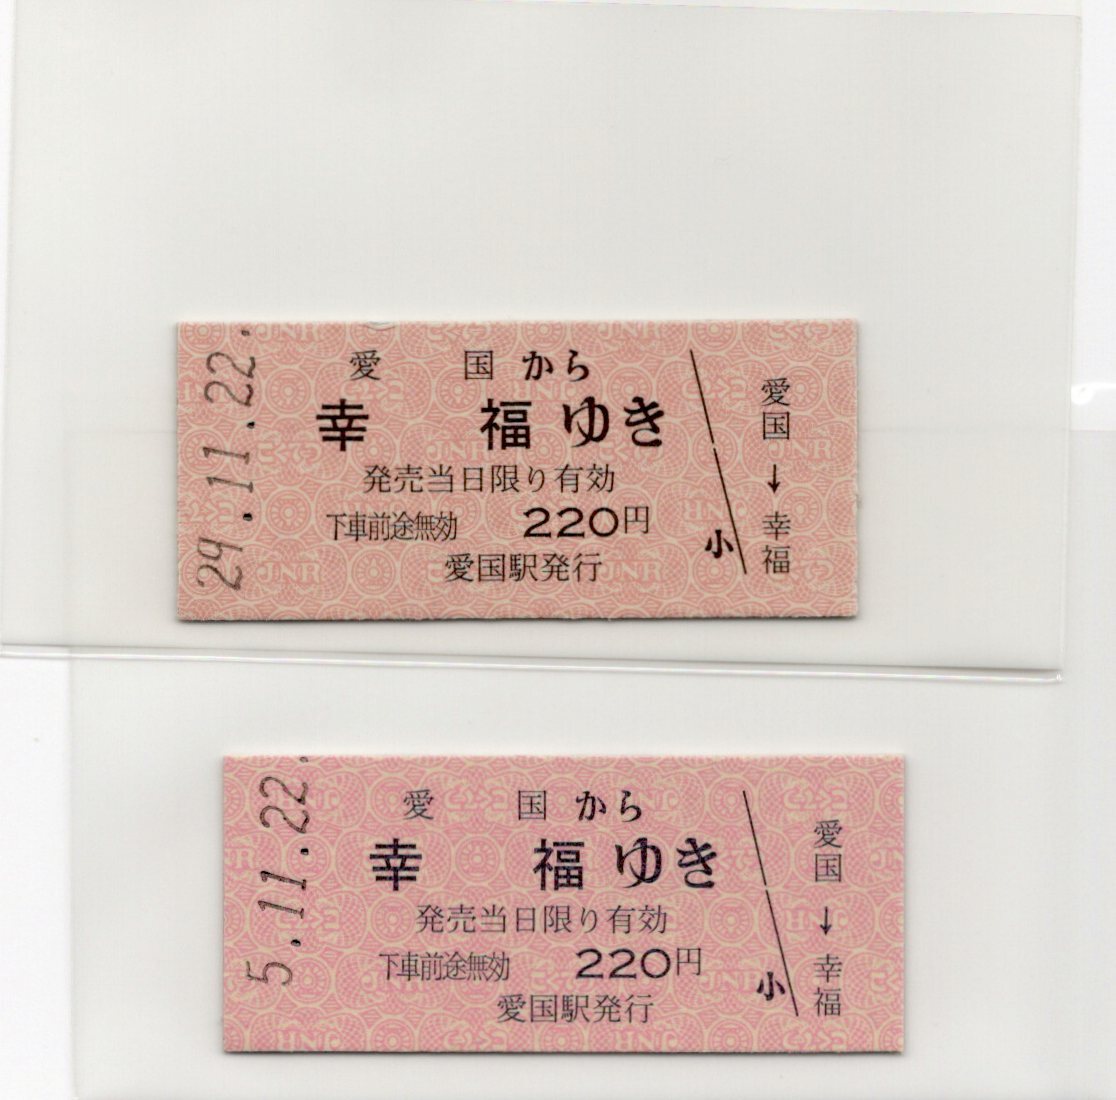 29.11.22.
愛国から
幸福ゆき
発売当日限り有効
下車前途無効 220円
愛国駅発行
小
愛国→幸福
5.11.22.
愛国から
幸福ゆき
発売当日限り有効
下車前途無効 220円
愛国駅発行
小
愛国→幸福